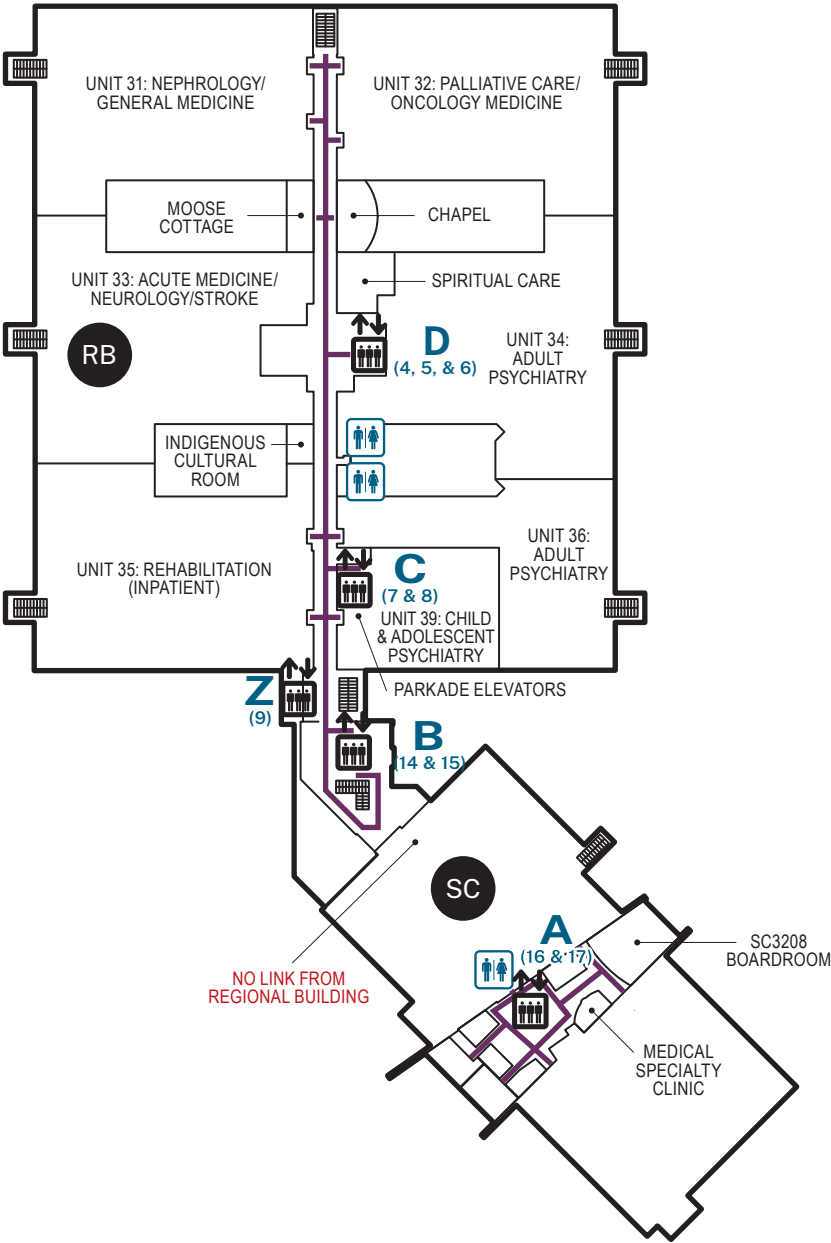 UNIT 31: NEPHROLOGY/
GENERAL MEDICINE
UNIT 32: PALLIATIVE CARE/
ONCOLOGY MEDICINE
MOOSE
COTTAGE
CHAPEL
UNIT 33: ACUTE MEDICINE/
NEUROLOGY/STROKE
SPIRITUAL CARE
RB
D
(4, 5, & 6)
UNIT 34:
ADULT
PSYCHIATRY
INDIGENOUS
CULTURAL
ROOM
UNIT 35: REHABILITATION
(INPATIENT)
C
(7 & 8)
UNIT 36:
ADULT
PSYCHIATRY
UNIT 39: CHILD
& ADOLESCENT
PSYCHIATRY
PARKADE ELEVATORS
Z
(9)
B
(14 & 15)
SC
A
(16 & 17)
SC3208
BOARDROOM
NO LINK FROM
REGIONAL BUILDING
MEDICAL
SPECIALTY
CLINIC